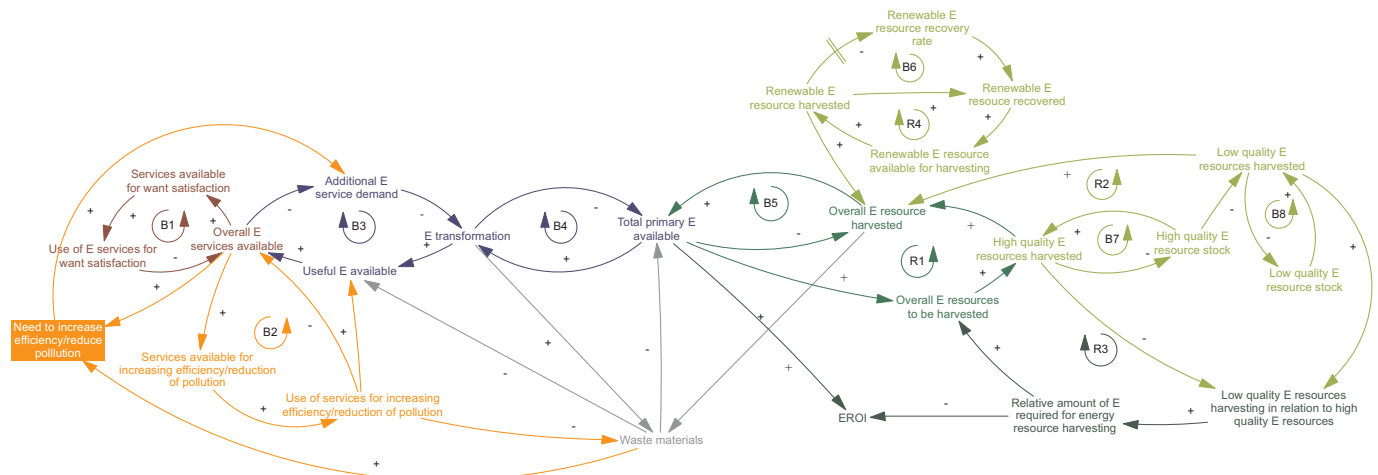 Renewable E
resource recovery
rate
-
+
B6
Renewable E
resource harvested
Renewable E
resouce recovered
+
+
R4
+
+
+
Renewable E resource
available for harvesting
Low quality E
resources harvested
Services available
for want satisfaction
Additional E
service demand
+
R2
+
B1
+
+
-
-
B3
+
-
B4
-
Total primary E
available
+
B5
-
Overall E resource
harvested
+
High quality E
resources harvested
+
B7
-
High quality E
resource stock
-
-
+
B8
-
Low quality E
resource stock
+
Use of E services for
want satisfaction
-
Overall E
services available
E transformation
+
Useful E available
+
+
R1
+
Overall E resources
to be harvested
+
+
Need to increase
efficiency/reduce
pollution
+
B2
-
+
Services available for
increasing efficiency/reduction
of pollution
+
Use of services for increasing
efficiency/reduction of pollution
-
+
-
-
+
+
+
R3
-
Relative amount of E
required for energy
resource harvesting
-
EROI
+
Low quality E resources
harvesting in relation to high
quality E resources
Waste materials
+